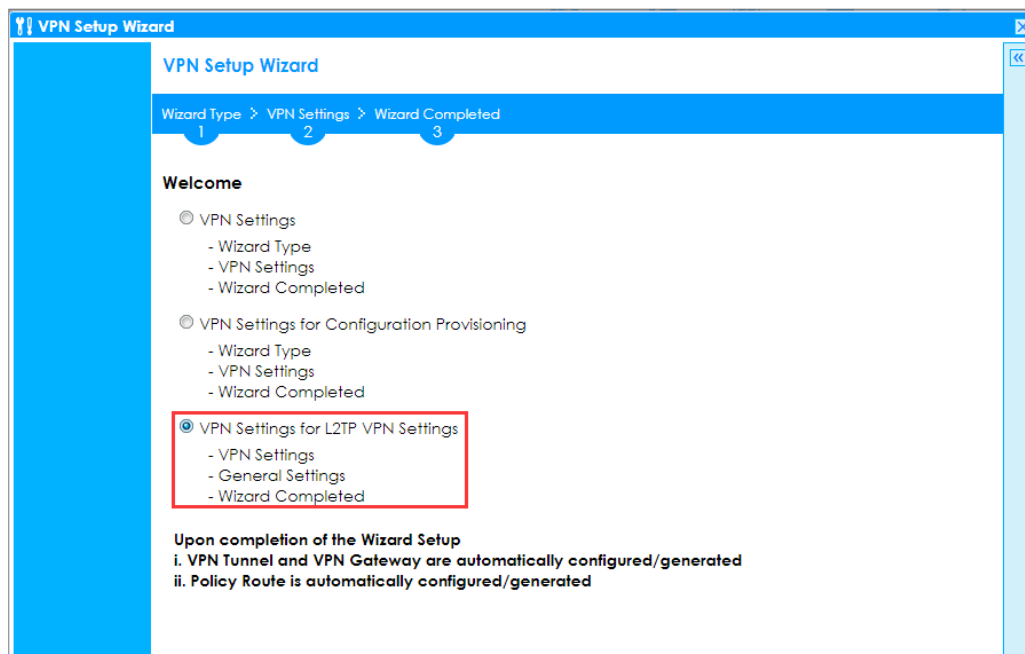 VPN Setup Wizard
VPN Setup Wizard
Wizard Type > VPN Settings > Wizard Completed
1 2 3
Welcome
VPN Settings
- Wizard Type
- VPN Settings
- Wizard Completed
VPN Settings for Configuration Provisioning
- Wizard Type
- VPN Settings
- Wizard Completed
VPN Settings for L2TP VPN Settings
- VPN Settings
- General Settings
- Wizard Completed
Upon completion of the Wizard Setup
i. VPN Tunnel and VPN Gateway are automatically configured/generated
ii. Policy Route is automatically configured/generated